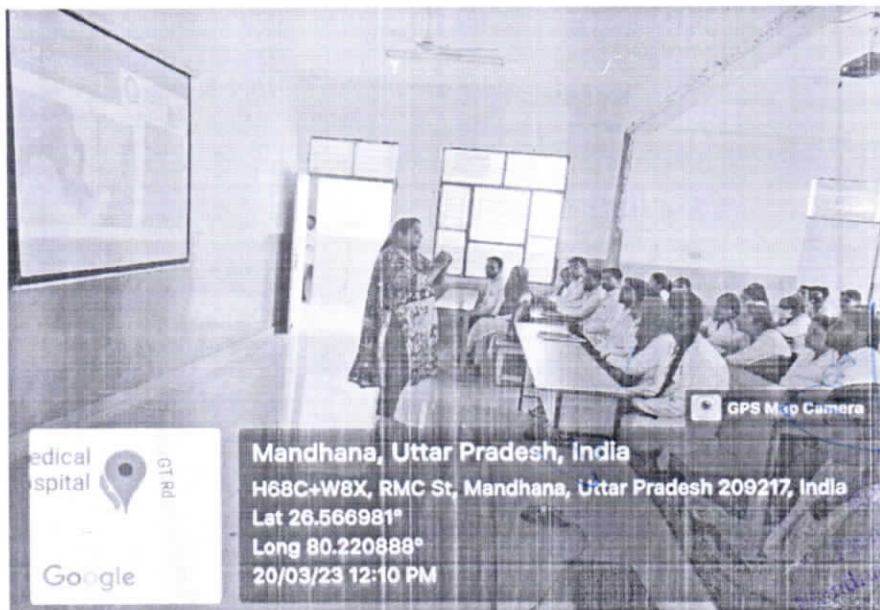 GPS Map Camera
edical
spital
GT Rd
Google
Mandhana, Uttar Pradesh, India
H68C+W8X, RMC St, Mandhana, Uttar Pradesh 209217, India
Lat 26.566981°
Long 80.220888°
20/03/23 12:10 PM